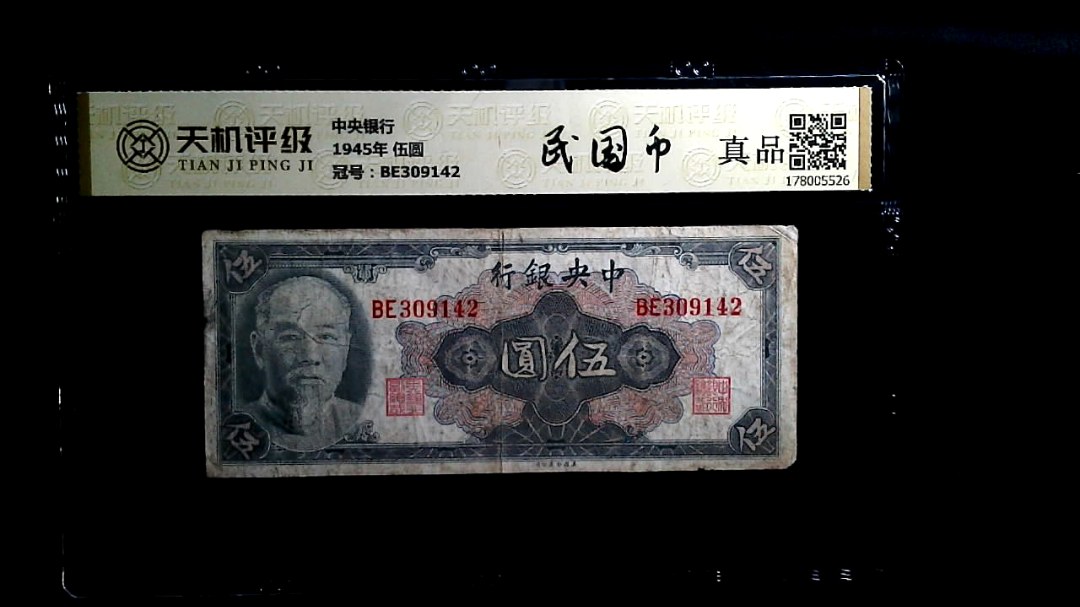 天机评级
TIAN JI PING JI
中央银行
1945年 伍圆
冠号：BE309142
民国币
真品
178005526
伍
伍
行銀央中
BE309142
BE309142
圓伍
伍
伍